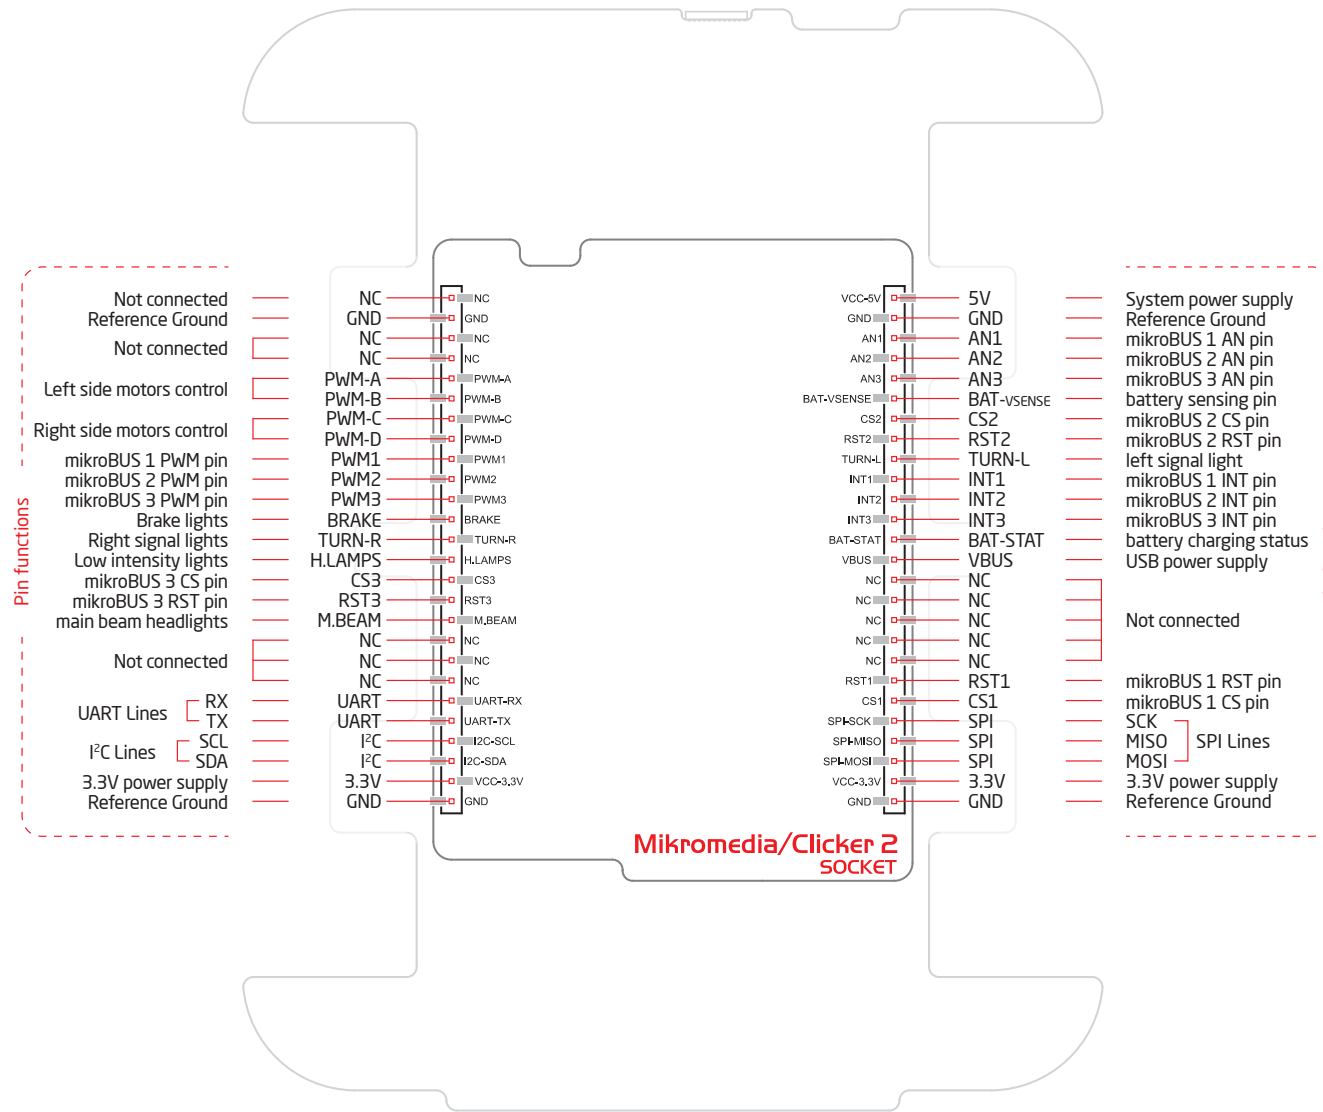 Pin functions
Not connected NC NC
Reference Ground GND GND
Not connected NC NC
NC NC
Left side motors control PWM-A PWM-A
PWM-B PWM-B
Right side motors control PWM-C PWM-C
PWM-D PWM-D
mikroBUS 1 PWM pin PWM1 PWM1
mikroBUS 2 PWM pin PWM2 PWM2
mikroBUS 3 PWM pin PWM3 PWM3
Brake lights BRAKE BRAKE
Right signal lights TURN-R TURN-R
Low intensity lights H.LAMPS H.LAMPS
mikroBUS 3 CS pin CS3 CS3
mikroBUS 3 RST pin RST3 RST3
main beam headlights M.BEAM M.BEAM
Not connected NC NC
NC NC
NC NC
UART Lines RX UART UART-RX
TX UART UART-TX
I²C Lines SCL I²C I2C-SCL
SDA I²C I2C-SDA
3.3V power supply 3.3V VCC-3.3V
Reference Ground GND GND
VCC-5V 5V System power supply
GND GND Reference Ground
AN1 AN1 mikroBUS 1 AN pin
AN2 AN2 mikroBUS 2 AN pin
AN3 AN3 mikroBUS 3 AN pin
BAT-VSENSE BAT-VSENSE battery sensing pin
CS2 CS2 mikroBUS 2 CS pin
RST2 RST2 mikroBUS 2 RST pin
TURN-L TURN-L left signal light
INT1 INT1 mikroBUS 1 INT pin
INT2 INT2 mikroBUS 2 INT pin
INT3 INT3 mikroBUS 3 INT pin
BAT-STAT BAT-STAT battery charging status
VBUS VBUS USB power supply
NC NC
NC NC
NC NC Not connected
NC NC
NC NC
RST1 RST1 mikroBUS 1 RST pin
CS1 CS1 mikroBUS 1 CS pin
SPI-SCK SPI SCK
SPI-MISO SPI MISO SPI Lines
SPI-MOSI SPI MOSI
VCC-3.3V 3.3V 3.3V power supply
GND GND Reference Ground
Mikromedia/Clicker 2
SOCKET